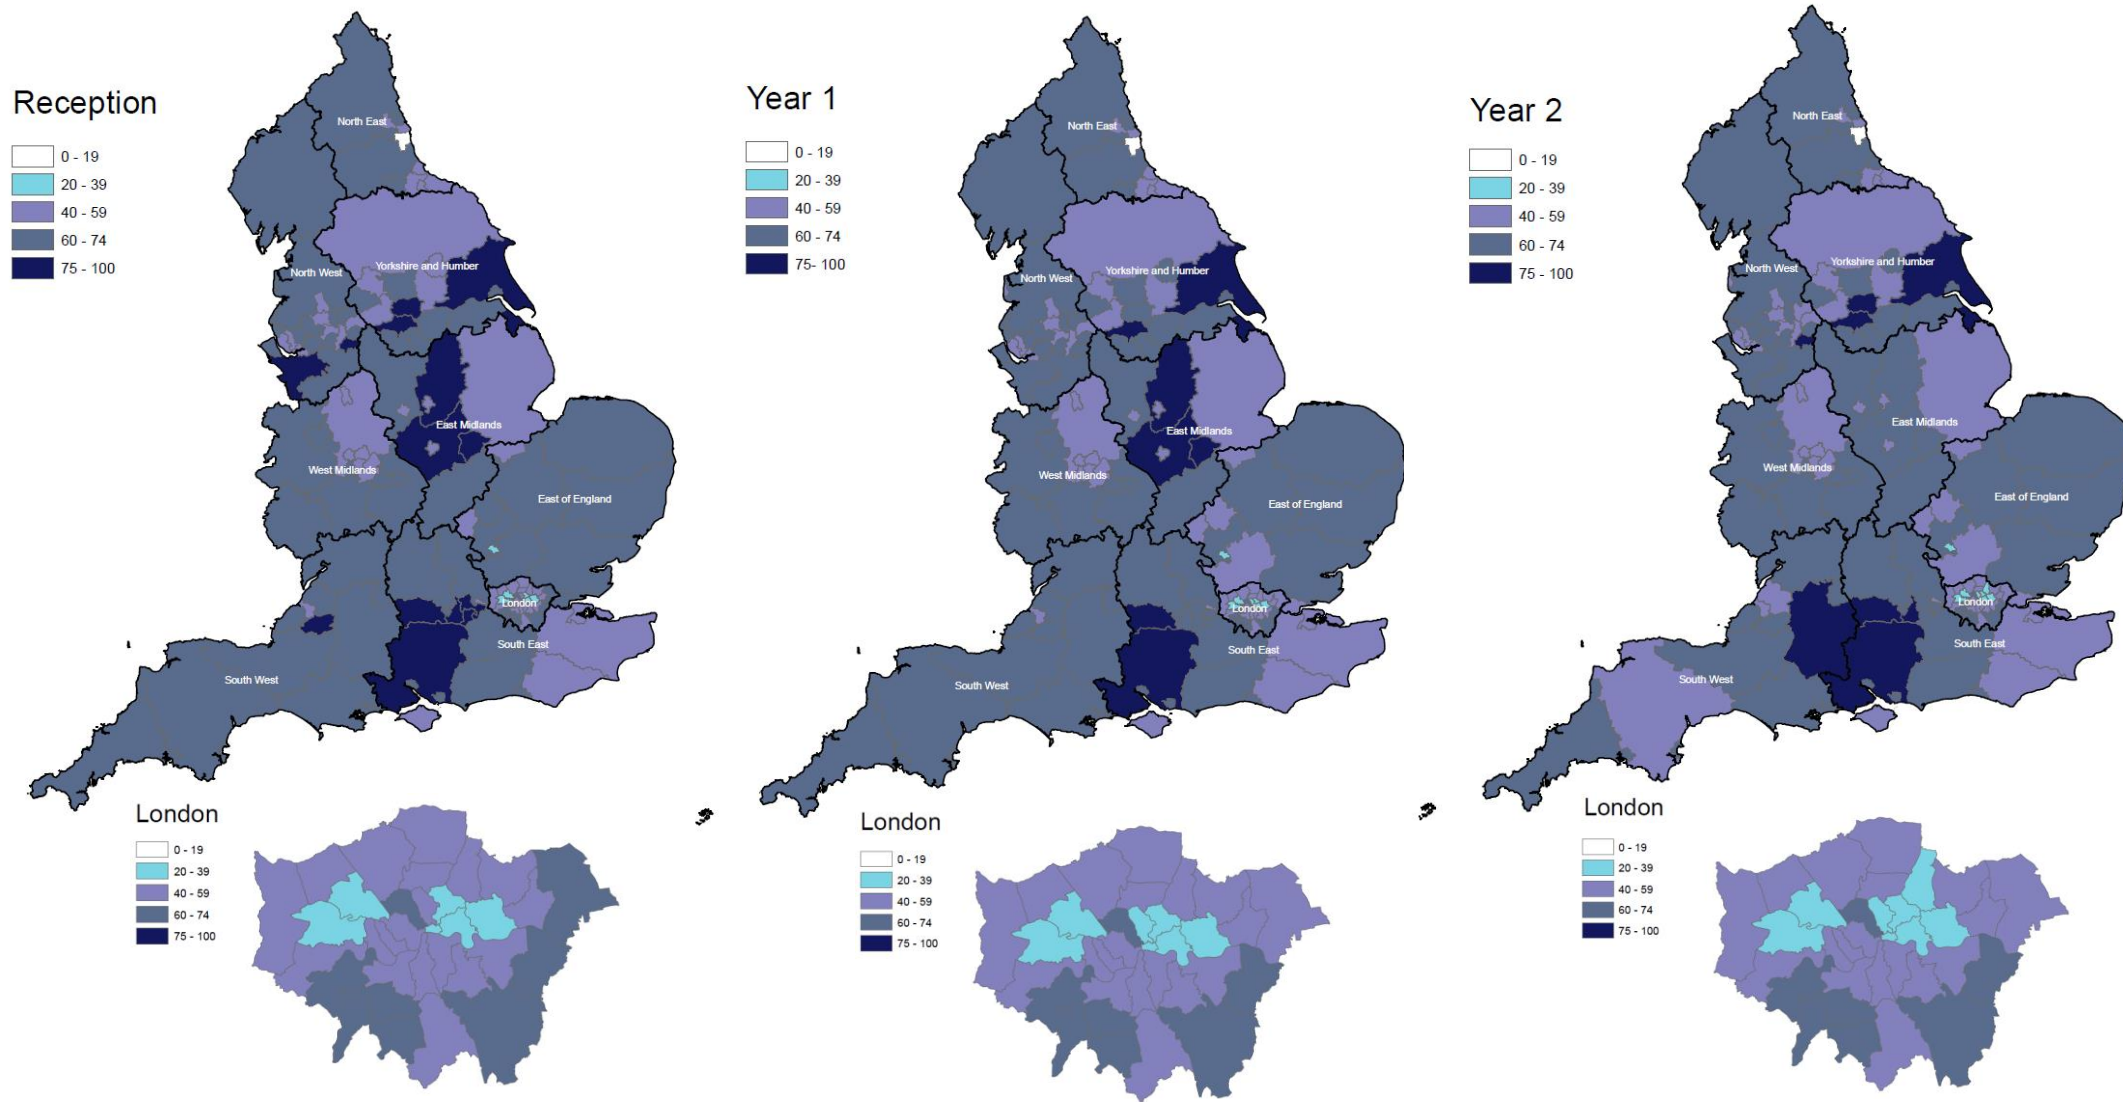 Reception
0 - 19
20 - 39
40 - 59
60 - 74
75 - 100
North East
North West
Yorkshire and Humber
East Midlands
West Midlands
East of England
London
South East
South West
London
0 - 19
20 - 39
40 - 59
60 - 74
75 - 100
Year 1
0 - 19
20 - 39
40 - 59
60 - 74
75- 100
North East
North West
Yorkshire and Humber
East Midlands
West Midlands
East of England
London
South East
South West
London
0 - 19
20 - 39
40 - 59
60 - 74
75 - 100
Year 2
0 - 19
20 - 39
40 - 59
60 - 74
75 - 100
North East
North West
Yorkshire and Humber
East Midlands
West Midlands
East of England
London
South East
South West
London
0 - 19
20 - 39
40 - 59
60 - 74
75 - 100